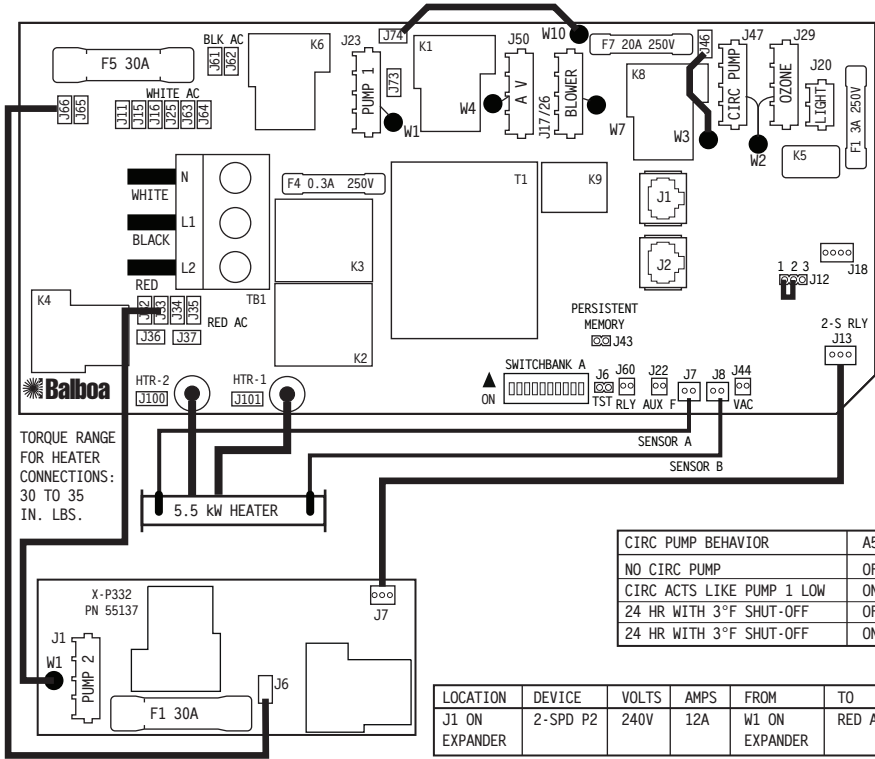 BLK AC
J61
J62
K6
J23
J74
W10
J50
F7 20A 250V
J46
J47
J29
F5 30A
PUMP 1
J73
K1
A V
J17/26
BLOWER
K8
CIRC PUMP
OZONE
J20
LIGHT
F1 3A 250V
WHITE AC
J66
J65
J11
J15
J16
J25
J63
J64
W1
W4
W7
W3
W2
K5
N
WHITE
F4 0.3A 250V
T1
K9
J1
L1
BLACK
K3
J2
L2
RED
TB1
1 2 3
J12
J18
K4
J33
J34
J35
RED AC
J36
J37
K2
PERSISTENT
MEMORY
J43
2-S RLY
J13
Balboa
HTR-2
J100
HTR-1
J101
ON
SWITCHBANK A
J6
TST
J60
RLY
J22
AUX F
J7
J8
J44
VAC
SENSOR A
SENSOR B
TORQUE RANGE
FOR HEATER
CONNECTIONS:
30 TO 35
IN. LBS.
5.5 kW HEATER
CIRC PUMP BEHAVIOR A5
NO CIRC PUMP
CIRC ACTS LIKE PUMP 1 LOW ON
24 HR WITH 3°F SHUT-OFF
24 HR WITH 3°F SHUT-OFF ON
X-P332
PN 55137
J7
J1
W1
PUMP 2
J6
F1 30A
LOCATION DEVICE VOLTS AMPS FROM TO
J1 ON 2-SPD P2 240V 12A W1 ON RED
EXPANDER EXPANDER